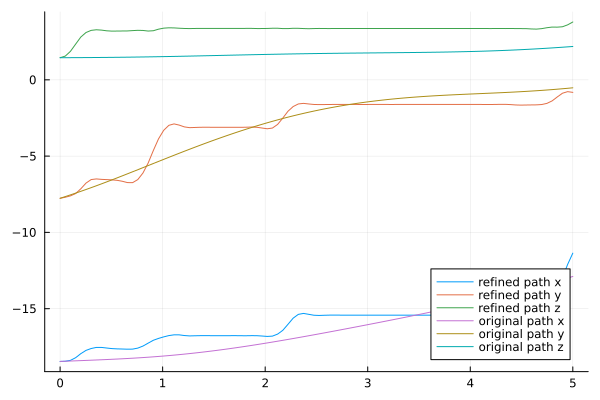 0
−5
−10
−15
refined path x
refined path y
refined path z
original path x
original path y
original path z
0 1 2 3 4 5